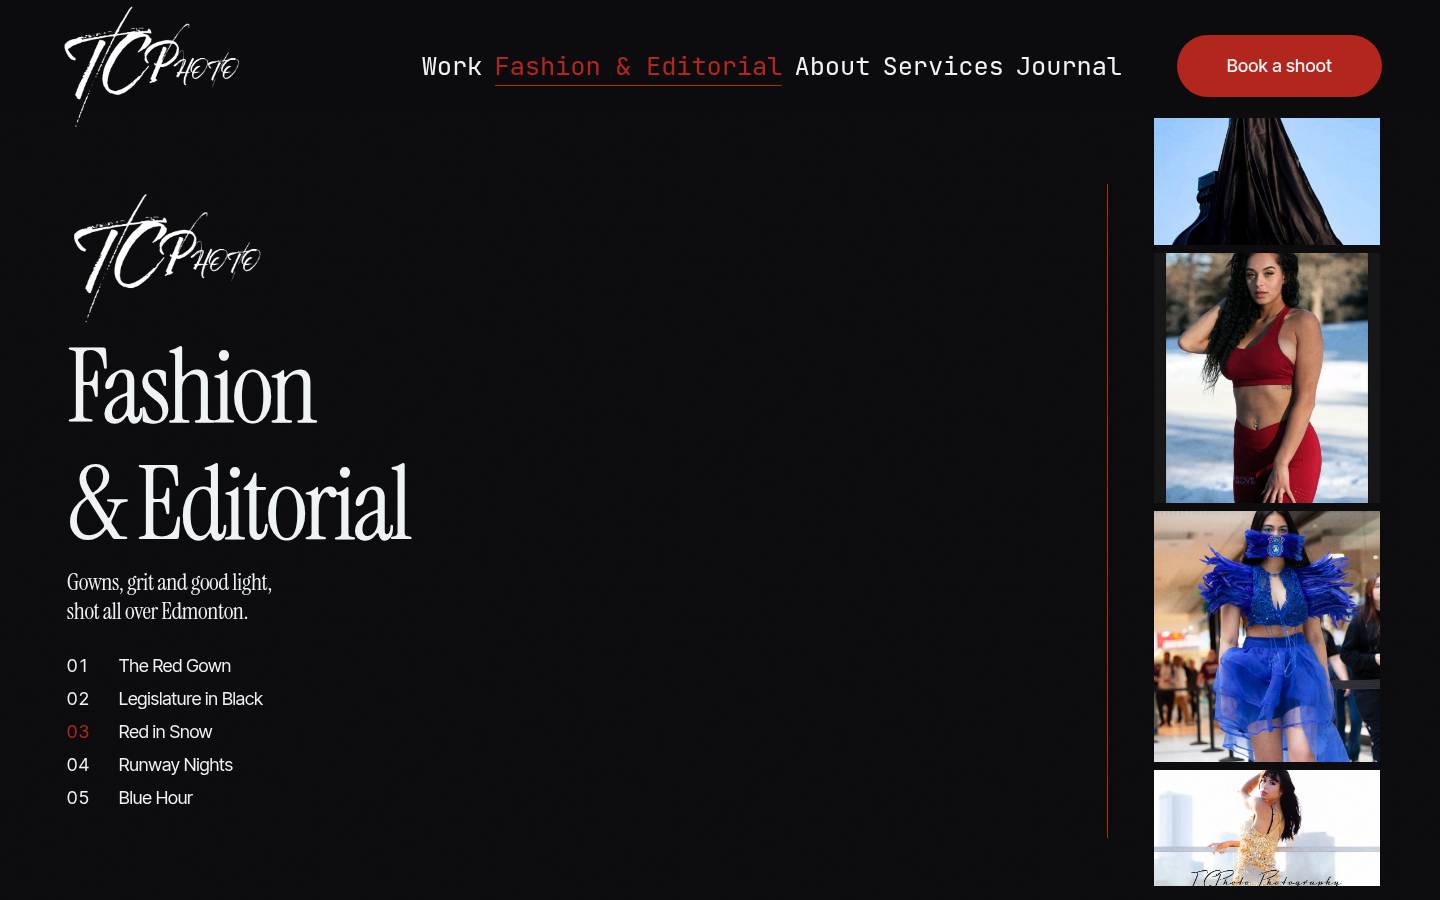 TCPHOTO
Work Fashion & Editorial About Services Journal
Book a shoot
TCPHOTO
Fashion
& Editorial
Gowns, grit and good light,
shot all over Edmonton.
01 The Red Gown
02 Legislature in Black
03 Red in Snow
04 Runway Nights
05 Blue Hour
TCPhoto Photography